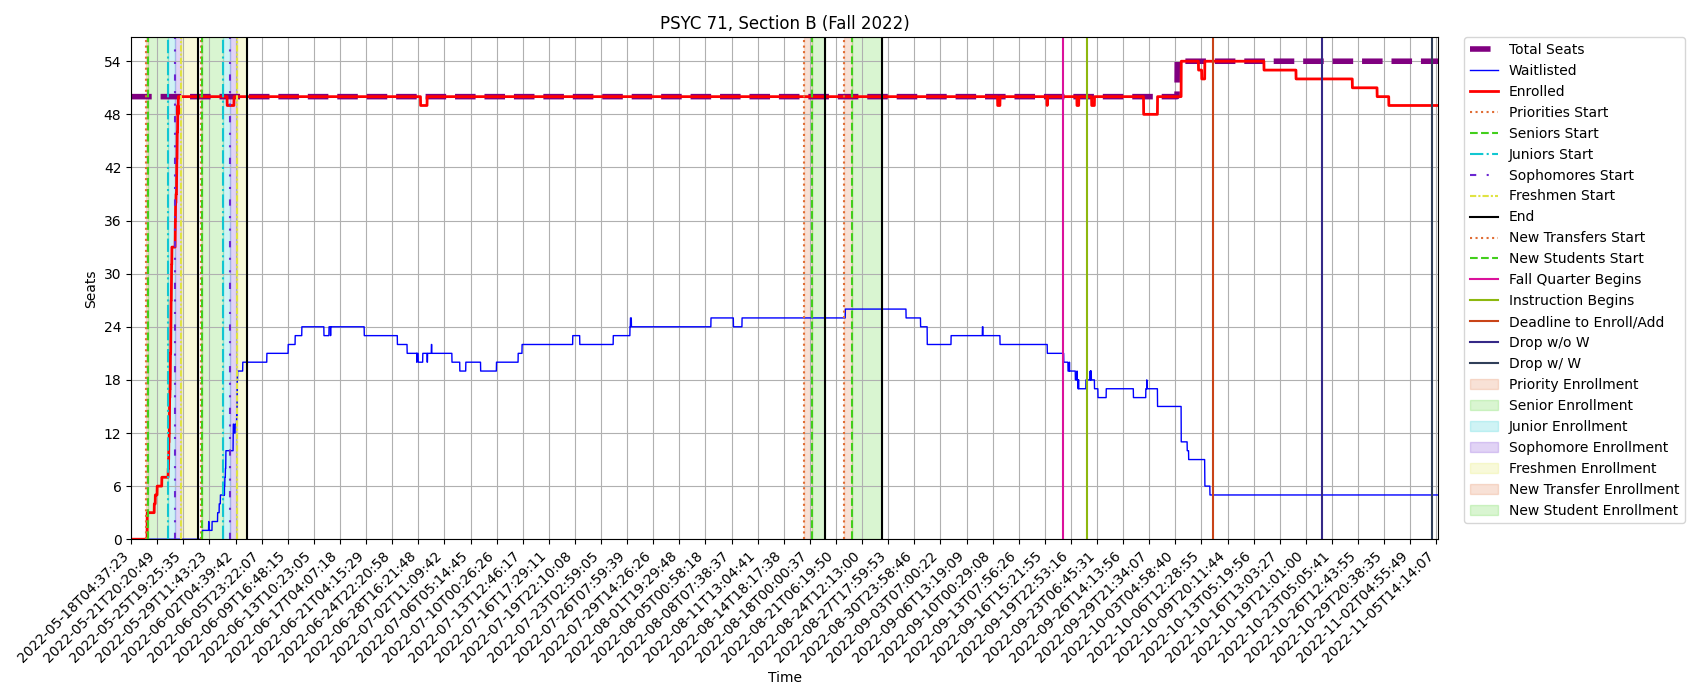 PSYC 71, Section B (Fall 2022)
Seats
54
48
42
36
30
24
18
12
6
0
2022-05-18T04:37:23
2022-05-21T20:20:49
2022-05-25T19:25:35
2022-05-29T11:43:23
2022-06-02T04:39:42
2022-06-05T23:22:07
2022-06-09T16:48:15
2022-06-13T10:23:05
2022-06-17T04:07:18
2022-06-21T04:15:29
2022-06-24T22:20:58
2022-06-28T16:21:48
2022-07-02T11:09:42
2022-07-06T05:14:45
2022-07-10T00:26:26
2022-07-13T12:46:17
2022-07-16T17:29:11
2022-07-19T22:10:08
2022-07-23T02:59:05
2022-07-26T07:59:39
2022-07-29T14:26:26
2022-08-01T19:29:48
2022-08-05T00:58:18
2022-08-08T07:38:37
2022-08-11T13:04:41
2022-08-14T18:17:38
2022-08-18T00:00:37
2022-08-21T06:19:50
2022-08-24T12:13:00
2022-08-27T17:59:53
2022-08-30T23:58:46
2022-09-03T07:00:22
2022-09-06T13:19:09
2022-09-10T00:29:08
2022-09-13T07:56:26
2022-09-16T15:21:55
2022-09-19T22:53:16
2022-09-23T06:45:31
2022-09-26T14:13:56
2022-09-29T21:34:07
2022-10-03T04:58:40
2022-10-06T12:28:55
2022-10-09T20:11:44
2022-10-13T05:19:56
2022-10-16T13:03:27
2022-10-19T21:01:00
2022-10-23T05:05:41
2022-10-26T12:43:55
2022-10-29T20:38:35
2022-11-02T04:55:49
2022-11-05T14:14:07
Time
Total Seats
Waitlisted
Enrolled
Priorities Start
Seniors Start
Juniors Start
Sophomores Start
Freshmen Start
End
New Transfers Start
New Students Start
Fall Quarter Begins
Instruction Begins
Deadline to Enroll/Add
Drop w/o W
Drop w/ W
Priority Enrollment
Senior Enrollment
Junior Enrollment
Sophomore Enrollment
Freshmen Enrollment
New Transfer Enrollment
New Student Enrollment